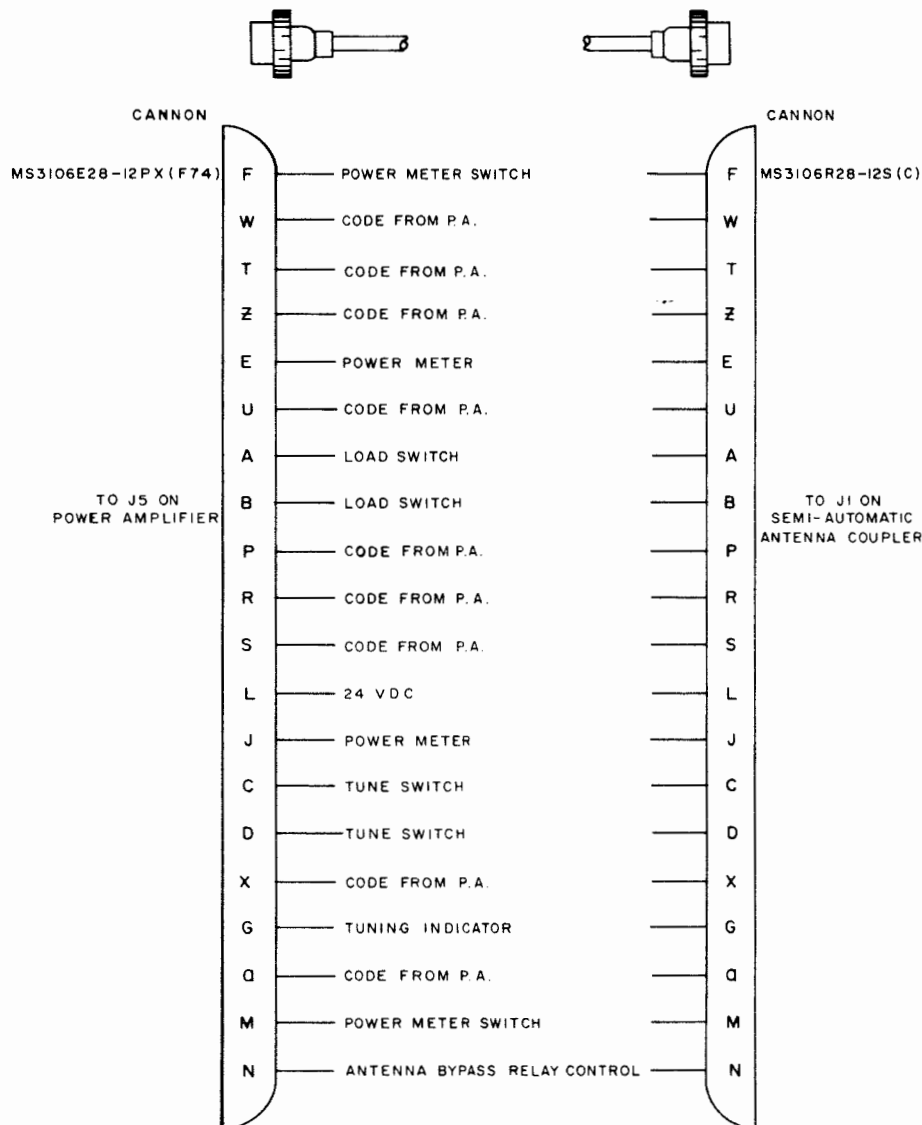 CANNON CANNON
MS3106E28-12PX(F74) F POWER METER SWITCH F MS3106R28-12S(C)
W CODE FROM P.A. W
T CODE FROM P.A. T
Z CODE FROM P.A. Z
E POWER METER E
U CODE FROM P.A. U
A LOAD SWITCH A
TO J5 ON
POWER AMPLIFIER
B LOAD SWITCH B
TO J1 ON
SEMI-AUTOMATIC
ANTENNA COUPLER
P CODE FROM P.A. P
R CODE FROM P.A. R
S CODE FROM P.A. S
L 24 VDC L
J POWER METER J
C TUNE SWITCH C
D TUNE SWITCH D
X CODE FROM P.A. X
G TUNING INDICATOR G
a CODE FROM P.A. a
M POWER METER SWITCH M
N ANTENNA BYPASS RELAY CONTROL N